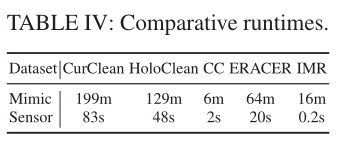 TABLE IV: Comparative runtimes.
Dataset CurClean HoloClean CC ERACER IMR
Mimic 199m 129m 6m 64m 16m
Sensor 83s 48s 2s 20s 0.2s